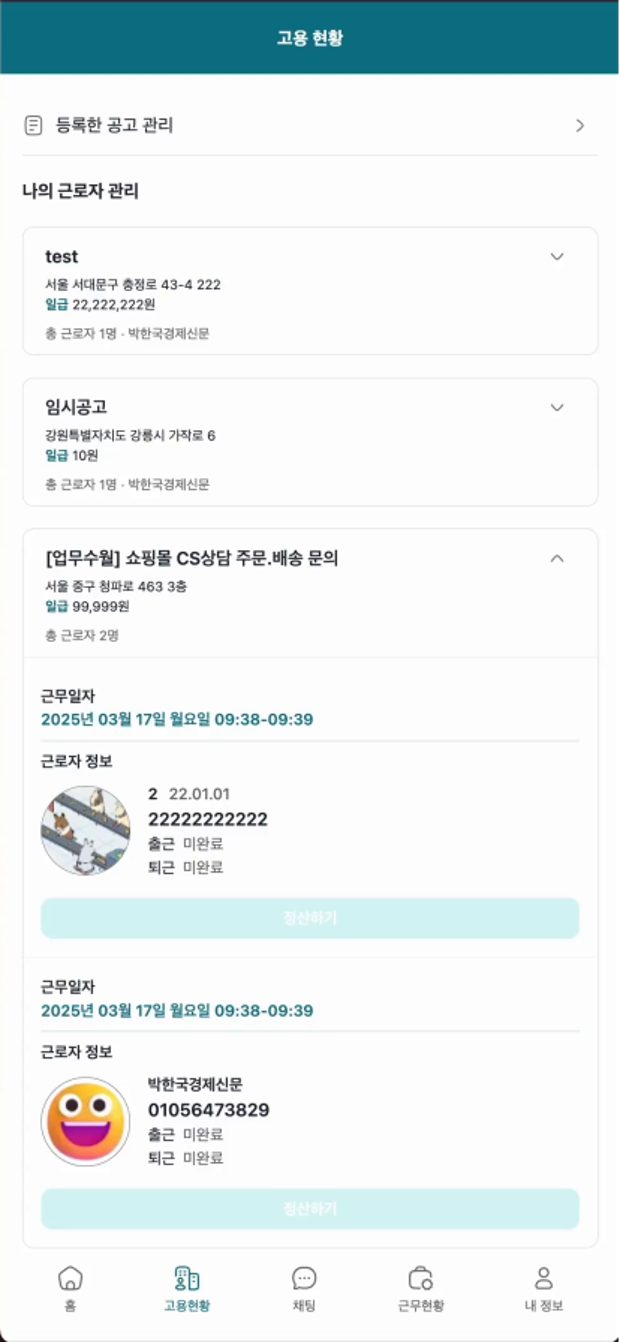 고용 현황
등록한 공고 관리
나의 근로자 관리
test
서울 서대문구 충정로 43-4 222
일급 22,222,222원
총 근로자 1명 · 박한국경제신문
임시공고
강원특별자치도 강릉시 가작로 6
일급 10원
총 근로자 1명 · 박한국경제신문
[업무수월] 쇼핑몰 CS상담 주문.배송 문의
서울 중구 청파로 463 3층
일급 99,999원
총 근로자 2명
근무일자
2025년 03월 17일 월요일 09:38-09:39
근로자 정보
2 22.01.01
22222222222
출근 미완료
퇴근 미완료
정산하기
근무일자
2025년 03월 17일 월요일 09:38-09:39
근로자 정보
박한국경제신문
01056473829
출근 미완료
퇴근 미완료
정산하기
홈 고용현황 채팅 근무현황 내 정보